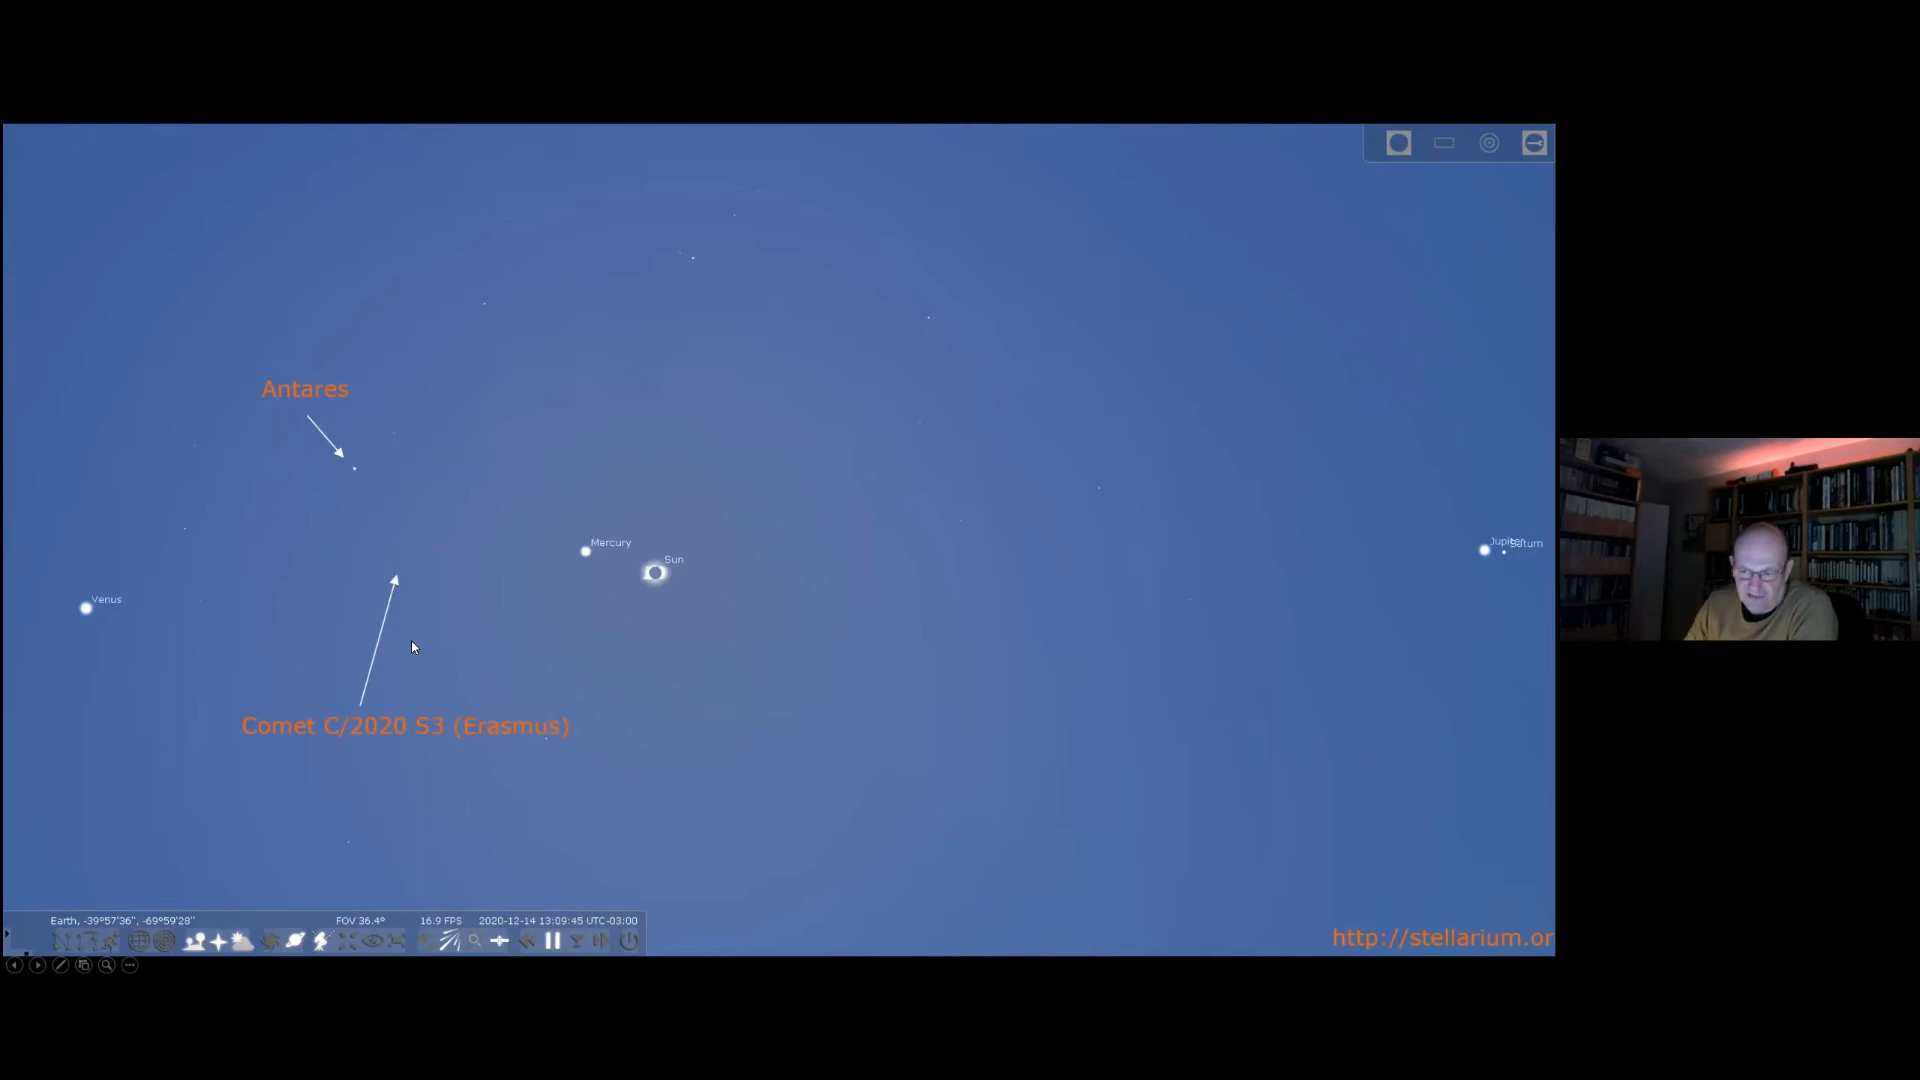 Antares
Mercury
Sun
Jupiter
Saturn
Venus
Comet C/2020 S3 (Erasmus)
Earth, -39°57'36", -69°59'28"
FOV 36.4°
16.9 FPS
2020-12-14 13:09:45 UTC-03:00
http://stellarium.or